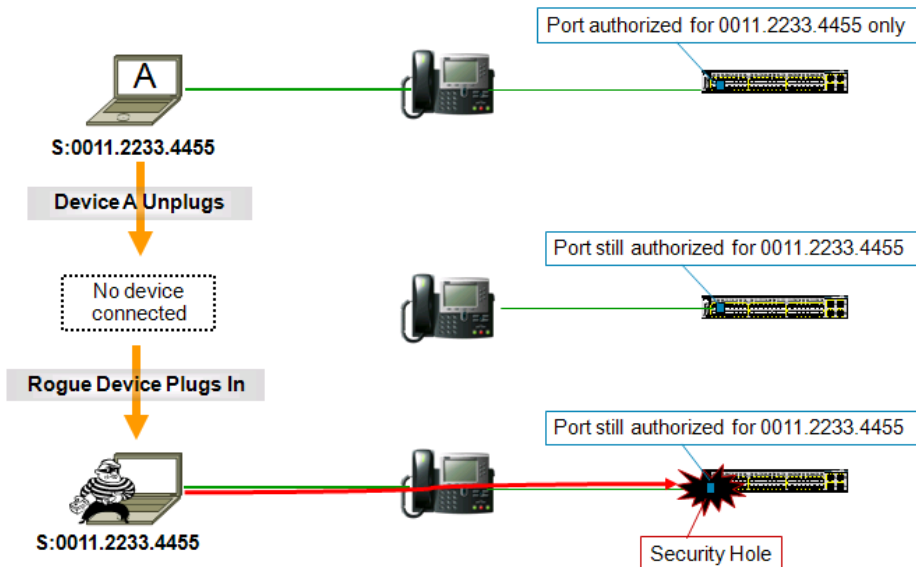 Port authorized for 0011.2233.4455 only
A
S:0011.2233.4455
Device A Unplugs
Port still authorized for 0011.2233.4455
No device
connected
Rogue Device Plugs In
Port still authorized for 0011.2233.4455
S:0011.2233.4455
Security Hole